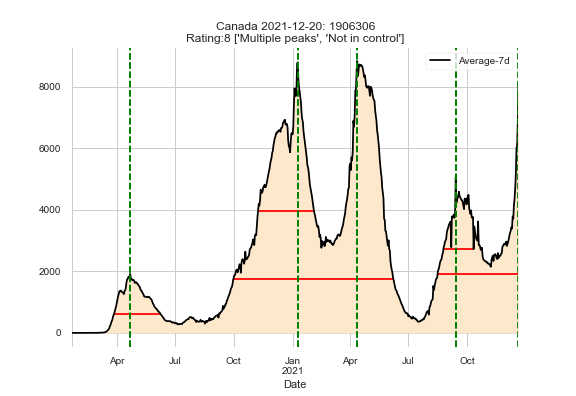 Canada 2021-12-20: 1906306
Rating:8 ['Multiple peaks', 'Not in control']
Average-7d
8000
6000
4000
2000
0
Apr
Jul
Oct
Jan
2021
Apr
Jul
Oct
Date